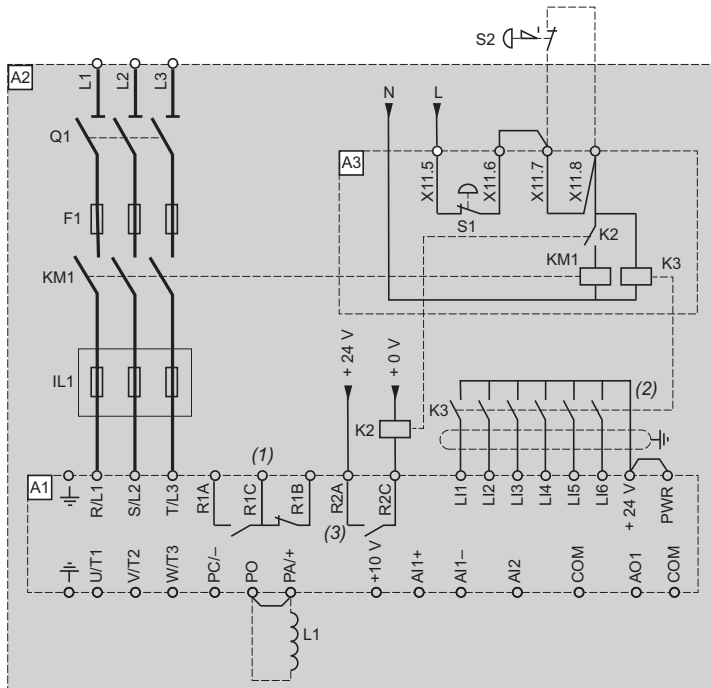 S2
A2
L1
L2
L3
N
L
Q1
A3
X11.5
X11.6
X11.7
X11.8
S1
K2
F1
KM1
K3
KM1
+ 24 V
+ 0 V
IL1
K2
K3
(2)
A1
R/L1
S/L2
T/L3
R1A
(1)
R1C
R1B
R2A
R2C
LI1
LI2
LI3
LI4
LI5
LI6
+ 24 V
PWR
(3)
U/T1
V/T2
W/T3
PC/–
PO
PA/+
+10 V
AI1+
AI1–
AI2
COM
AO1
COM
L1